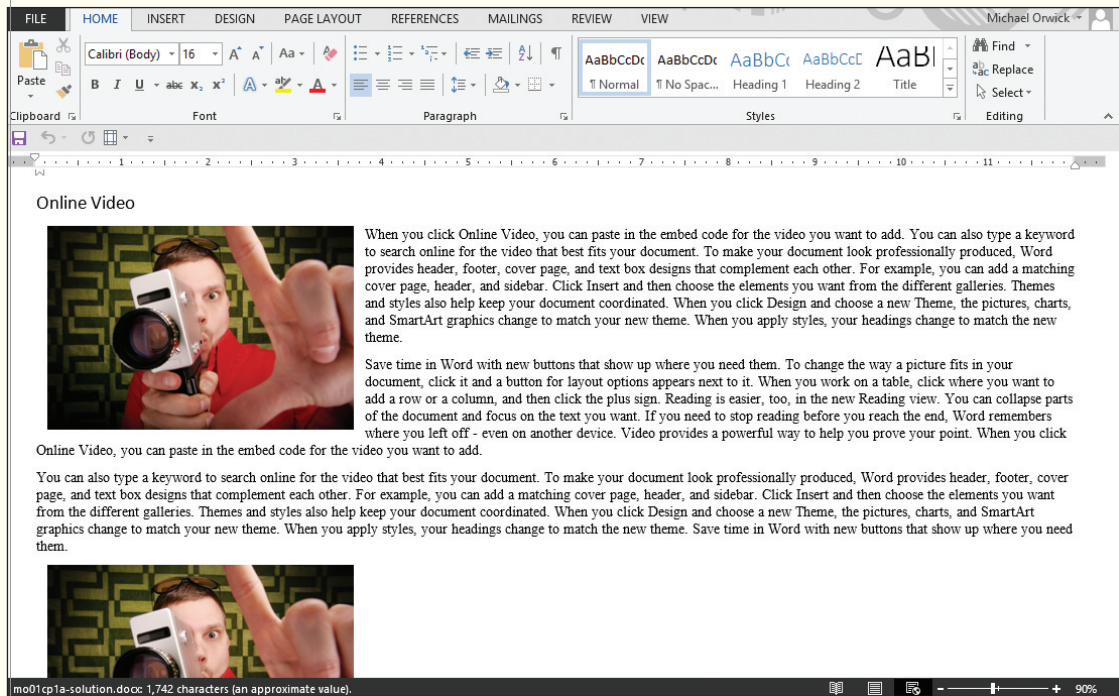 FILE HOME INSERT DESIGN PAGE LAYOUT REFERENCES MAILINGS REVIEW VIEW Michael Orwick
Paste
Calibri (Body) 16 A A Aa
B I U abc X₂ X² A aby A
AaBbCcDc AaBbCcDc AaBbCc AaBbCcD AaB
¶ Normal ¶ No Spac... Heading 1 Heading 2 Title
Find
Replace
Select
Clipboard Font Paragraph Styles Editing
1 2 3 4 5 6 7 8 9 10 11
Online Video
When you click Online Video, you can paste in the embed code for the video you want to add. You can also type a keyword
to search online for the video that best fits your document. To make your document look professionally produced, Word
provides header, footer, cover page, and text box designs that complement each other. For example, you can add a matching
cover page, header, and sidebar. Click Insert and then choose the elements you want from the different galleries. Themes
and styles also help keep your document coordinated. When you click Design and choose a new Theme, the pictures, charts,
and SmartArt graphics change to match your new theme. When you apply styles, your headings change to match the new
theme.
Save time in Word with new buttons that show up where you need them. To change the way a picture fits in your
document, click it and a button for layout options appears next to it. When you work on a table, click where you want to
add a row or a column, and then click the plus sign. Reading is easier, too, in the new Reading view. You can collapse parts
of the document and focus on the text you want. If you need to stop reading before you reach the end, Word remembers
where you left off - even on another device. Video provides a powerful way to help you prove your point. When you click
Online Video, you can paste in the embed code for the video you want to add.
You can also type a keyword to search online for the video that best fits your document. To make your document look professionally produced, Word provides header, footer, cover
page, and text box designs that complement each other. For example, you can add a matching cover page, header, and sidebar. Click Insert and then choose the elements you want
from the different galleries. Themes and styles also help keep your document coordinated. When you click Design and choose a new Theme, the pictures, charts, and SmartArt
graphics change to match your new theme. When you apply styles, your headings change to match the new theme. Save time in Word with new buttons that show up where you need
them.
mo01cp1a-solution.docx: 1,742 characters (an approximate value). 90%